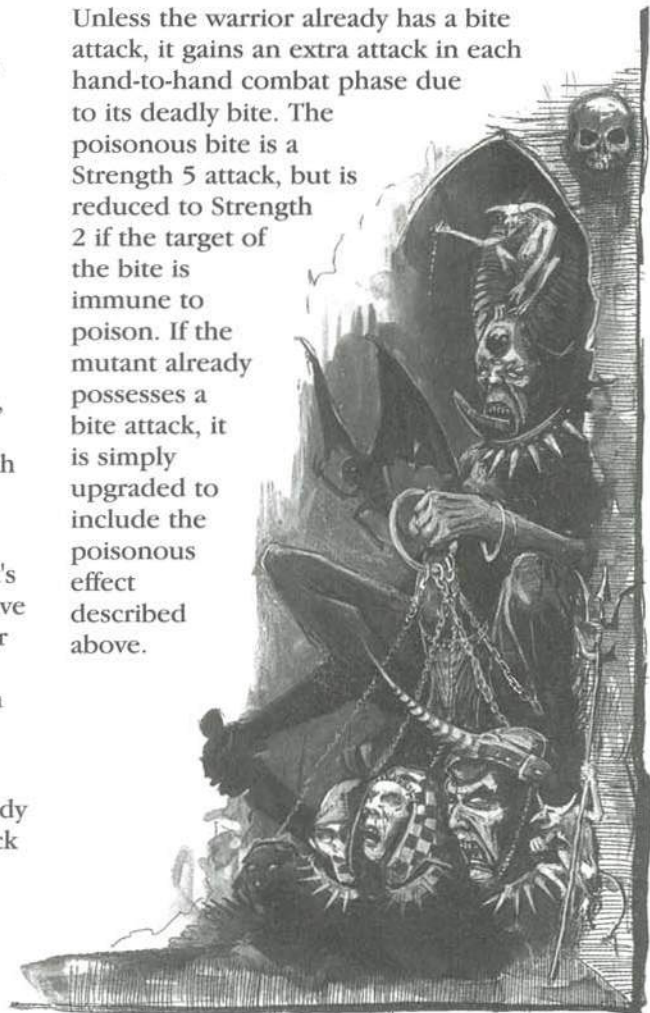 Unless the warrior already has a bite
attack, it gains an extra attack in each
hand-to-hand combat phase due
to its deadly bite. The
poisonous bite is a
Strength 5 attack, but is
reduced to Strength
2 if the target of
the bite is
immune to
poison. If the
mutant already
possesses a
bite attack, it
is simply
upgraded to
include the
poisonous
effect
described
above.